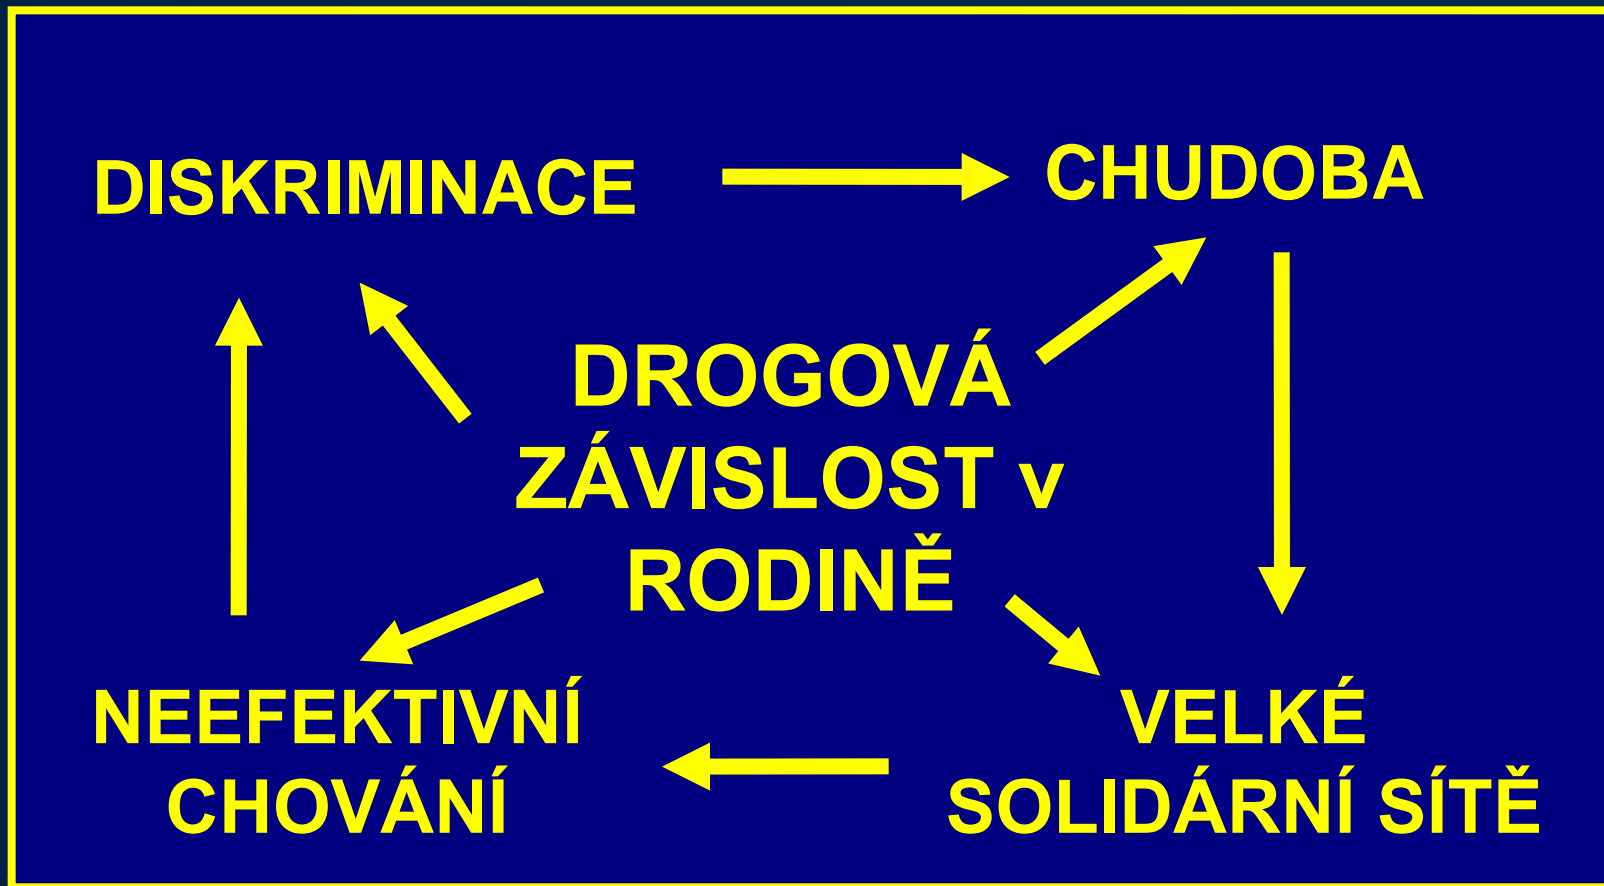 DISKRIMINACE
CHUDOBA
DROGOVÁ
ZÁVISLOST v
RODINĚ
NEEFEKTIVNÍ
CHOVÁNÍ
VELKÉ
SOLIDÁRNÍ SÍTĚ